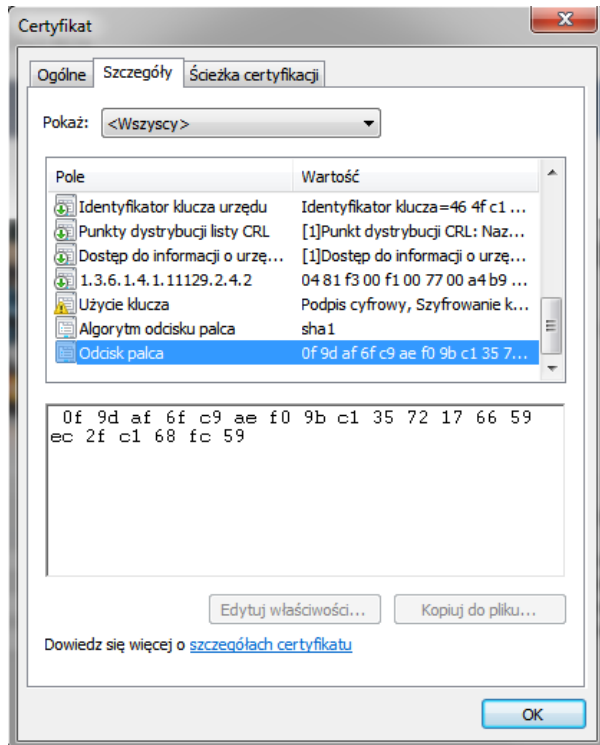 Certyfikat
Ogólne Szczegóły Ścieżka certyfikacji
Pokaż: <Wszyscy>
Pole Wartość
Identyfikator klucza urzędu Identyfikator klucza=46 4f c1 ...
Punkty dystrybucji listy CRL [1]Punkt dystrybucji CRL: Naz...
Dostęp do informacji o urzę... [1]Dostęp do informacji o urzę...
1.3.6.1.4.1.11129.2.4.2 04 81 f3 00 f1 00 77 00 a4 b9 ...
Użycie klucza Podpis cyfrowy, Szyfrowanie k...
Algorytm odcisku palca sha1
Odcisk palca 0f 9d af 6f c9 ae f0 9b c1 35 7...
0f 9d af 6f c9 ae f0 9b c1 35 72 17 66 59
ec 2f c1 68 fc 59
Edytuj właściwości... Kopiuj do pliku...
Dowiedz się więcej o szczegółach certyfikatu
OK